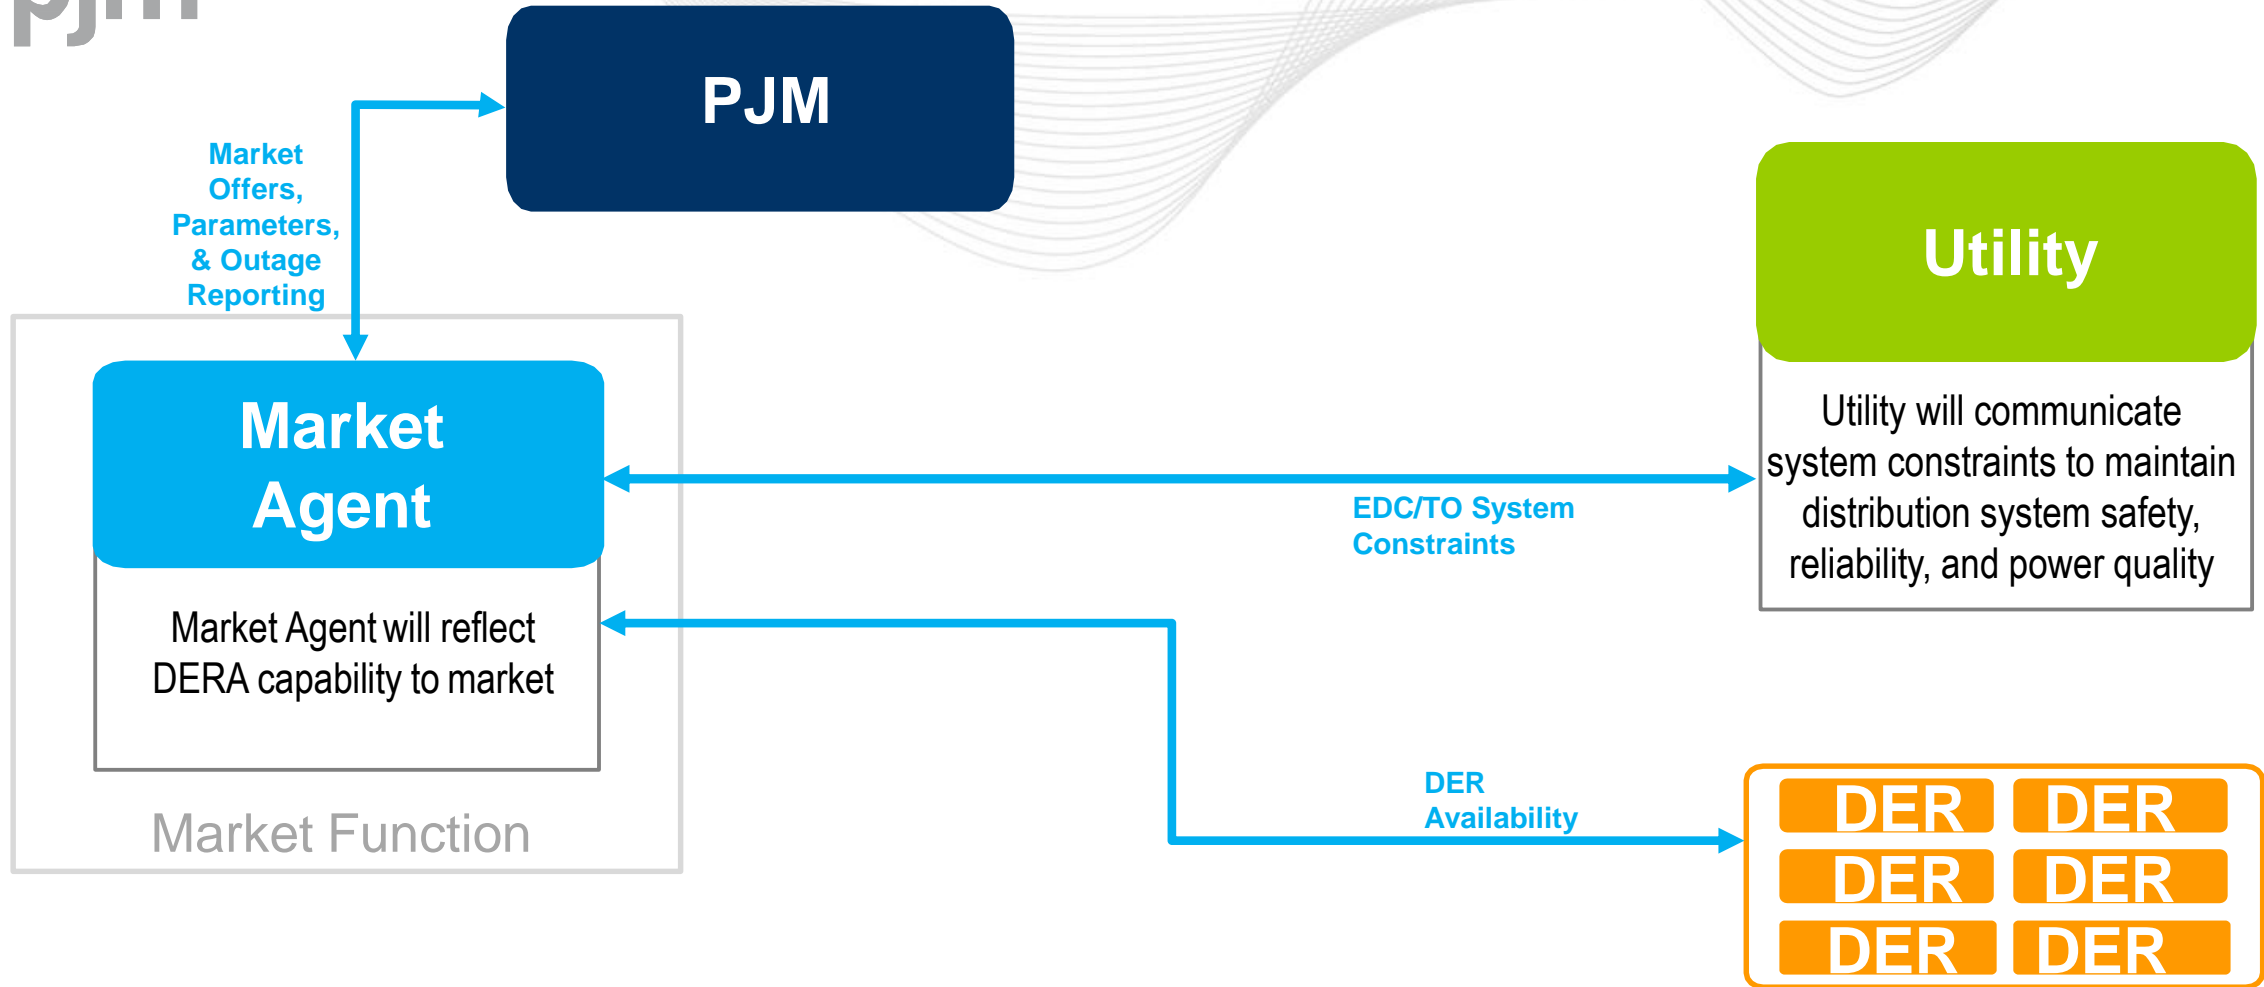 pjm
PJM
Market
Offers,
Parameters,
& Outage
Reporting
Utility
Utility will communicate
system constraints to maintain
distribution system safety,
reliability, and power quality
Market
Agent
Market Agent will reflect
DERA capability to market
Market Function
EDC/TO System
Constraints
DER
Availability
DER DER
DER DER
DER DER